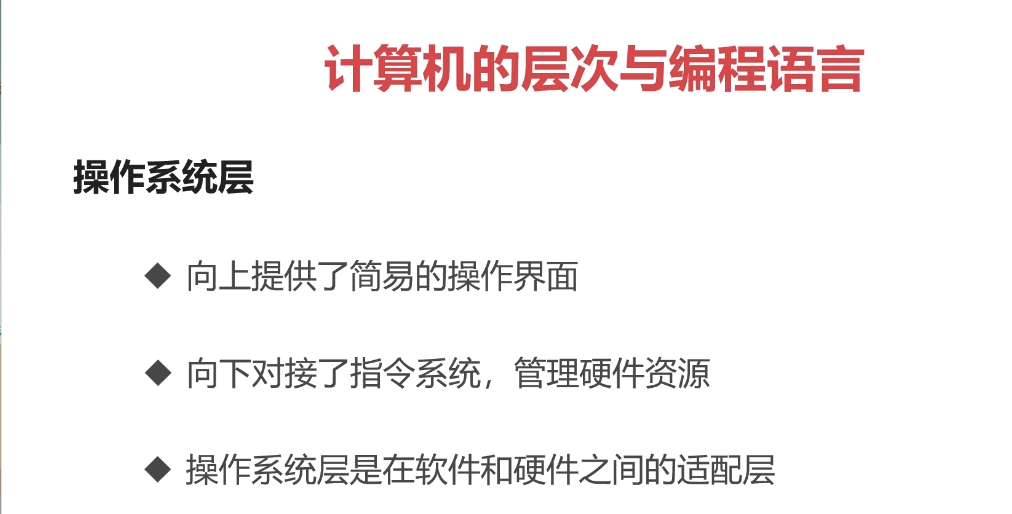 计算机的层次与编程语言
操作系统层
◆ 向上提供了简易的操作界面
◆ 向下对接了指令系统，管理硬件资源
◆ 操作系统层是在软件和硬件之间的适配层